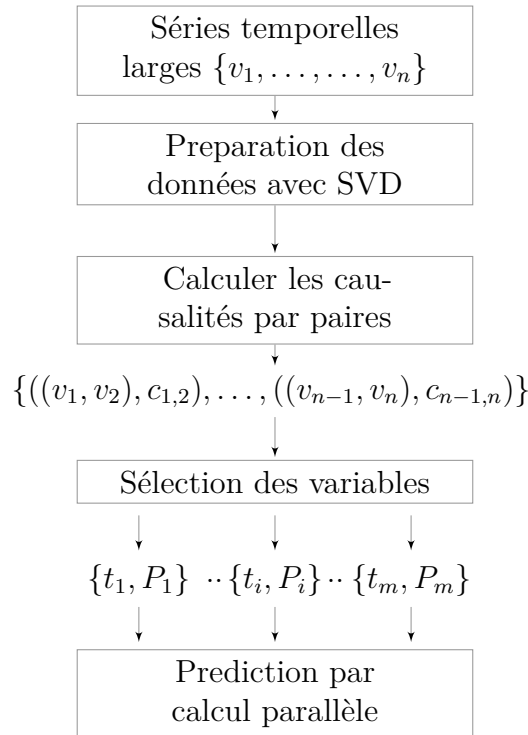 Séries temporelles
larges {v₁, . . . , . . . , vₙ}
Preparation des
données avec SVD
Calculer les cau-
salités par paires
{((v₁, v₂), c₁,₂), . . . , ((vₙ₋₁, vₙ), cₙ₋₁,ₙ)}
Sélection des variables
{t₁, P₁} ·· {tᵢ, Pᵢ} ·· {tₘ, Pₘ}
Prediction par
calcul parallèle